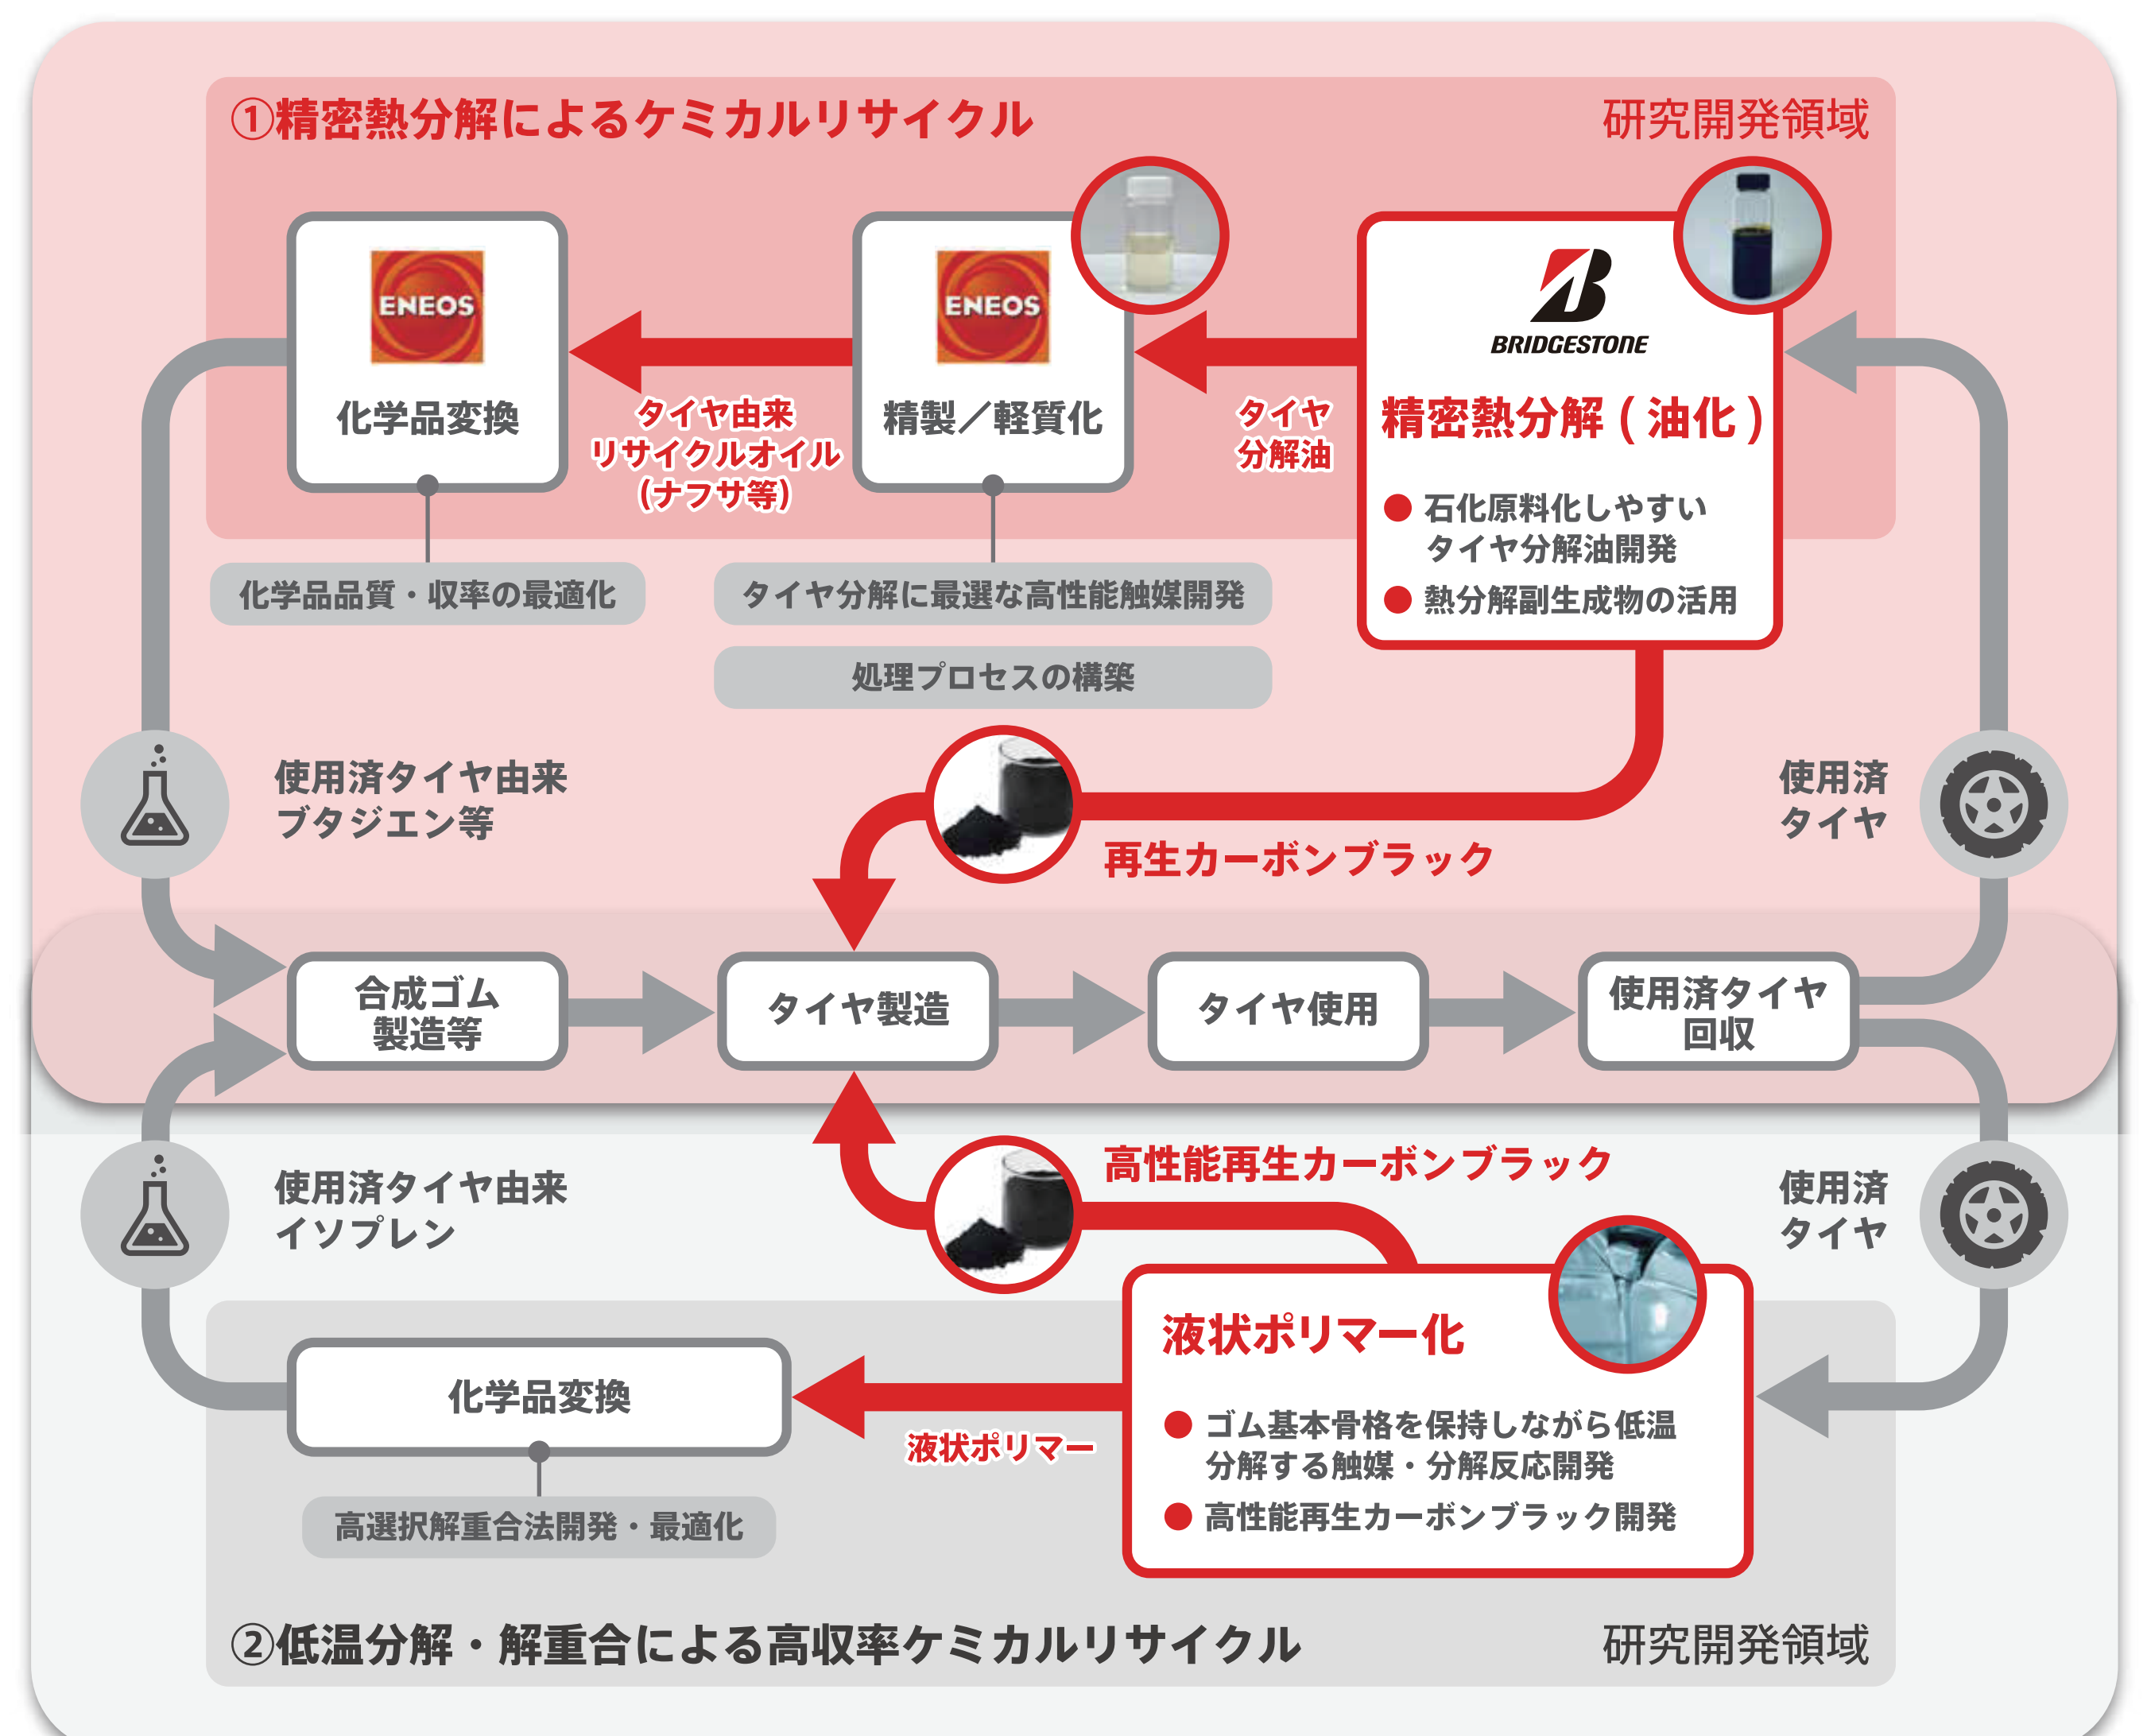 ①精密熱分解によるケミカルリサイクル
研究開発領域
ENEOS
化学品変換
タイヤ由来
リサイクルオイル
(ナフサ等)
ENEOS
精製／軽質化
タイヤ
分解油
BRIDGESTONE
精密熱分解(油化)
● 石化原料化しやすい
タイヤ分解油開発
● 熱分解副生成物の活用
化学品品質・収率の最適化
タイヤ分解に最選な高性能触媒開発
処理プロセスの構築
使用済タイヤ由来
ブタジエン等
再生カーボンブラック
使用済
タイヤ
合成ゴム
製造等
タイヤ製造
タイヤ使用
使用済タイヤ
回収
使用済タイヤ由来
イソプレン
高性能再生カーボンブラック
使用済
タイヤ
化学品変換
液状ポリマー
液状ポリマー化
● ゴム基本骨格を保持しながら低温
分解する触媒・分解反応開発
● 高性能再生カーボンブラック開発
高選択解重合法開発・最適化
②低温分解・解重合による高収率ケミカルリサイクル
研究開発領域